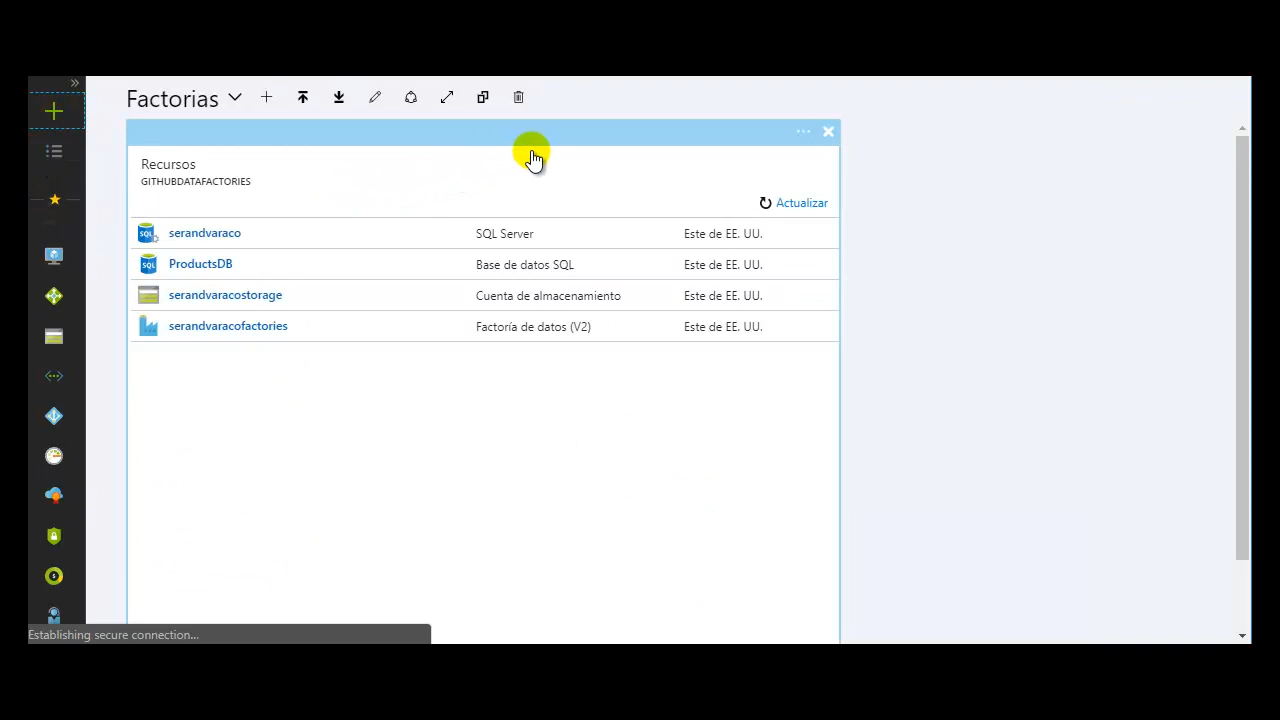 Factorias
Recursos
GITHUBDATAFACTORIES
Actualizar
serandvaraco SQL Server Este de EE. UU.
ProductsDB Base de datos SQL Este de EE. UU.
serandvaracostorage Cuenta de almacenamiento Este de EE. UU.
serandvaracofactories Factoría de datos (V2) Este de EE. UU.
Establishing secure connection...